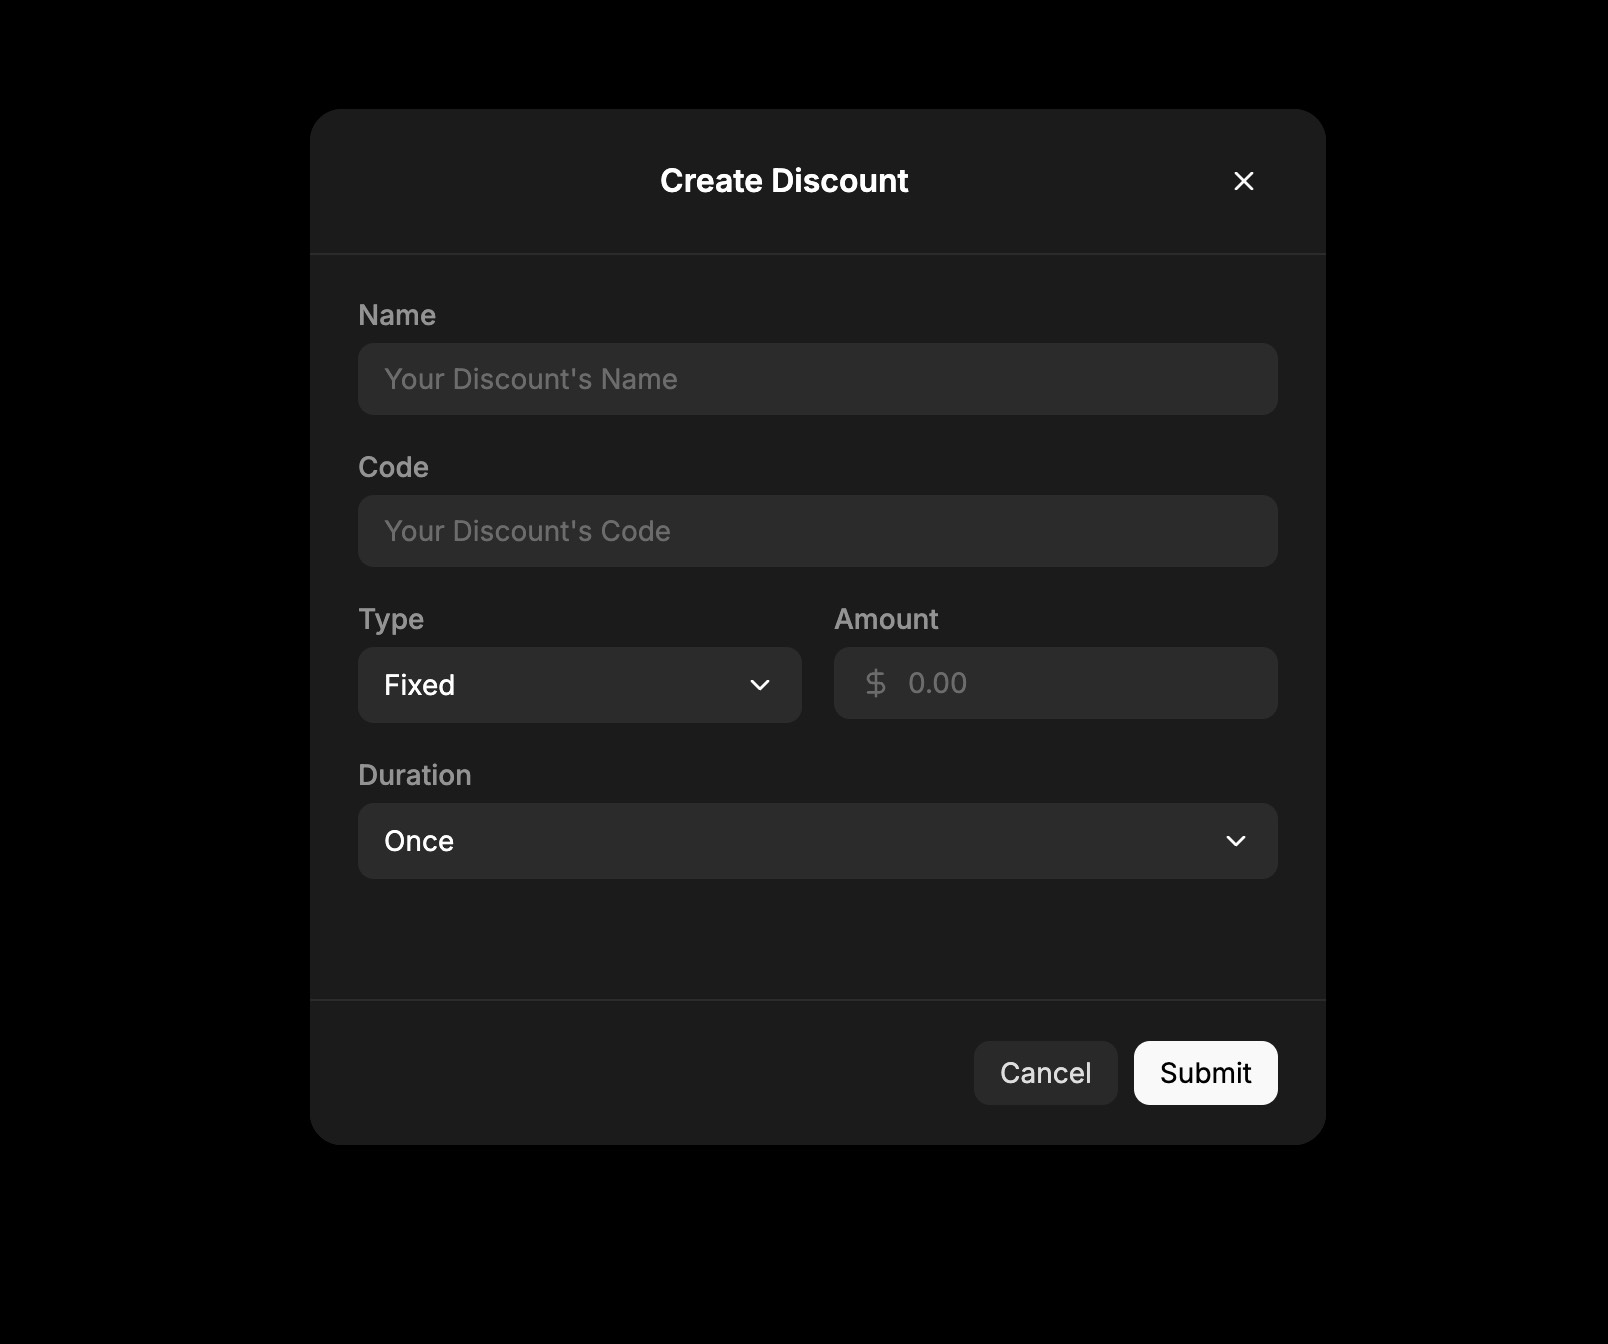 Create Discount
Name
Your Discount's Name
Code
Your Discount's Code
Type
Amount
Fixed
$ 0.00
Duration
Once
Cancel
Submit